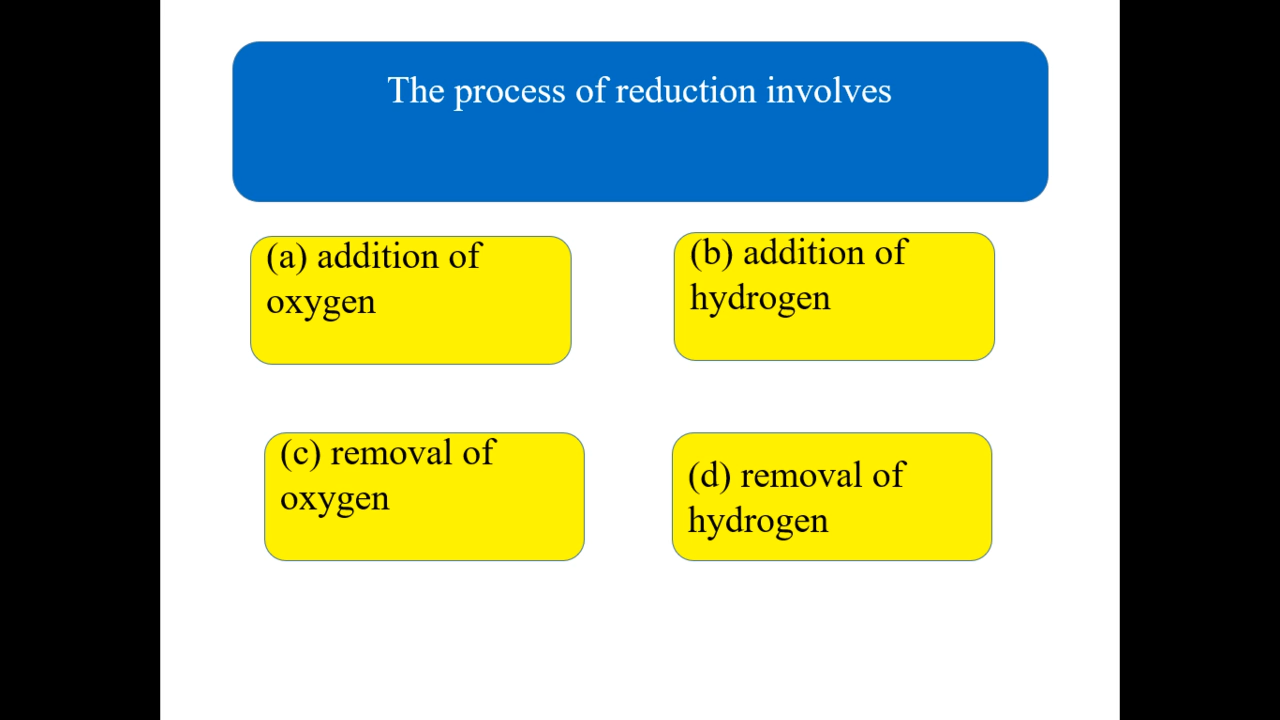 The process of reduction involves
(a) addition of
oxygen
(b) addition of
hydrogen
(c) removal of
oxygen
(d) removal of
hydrogen